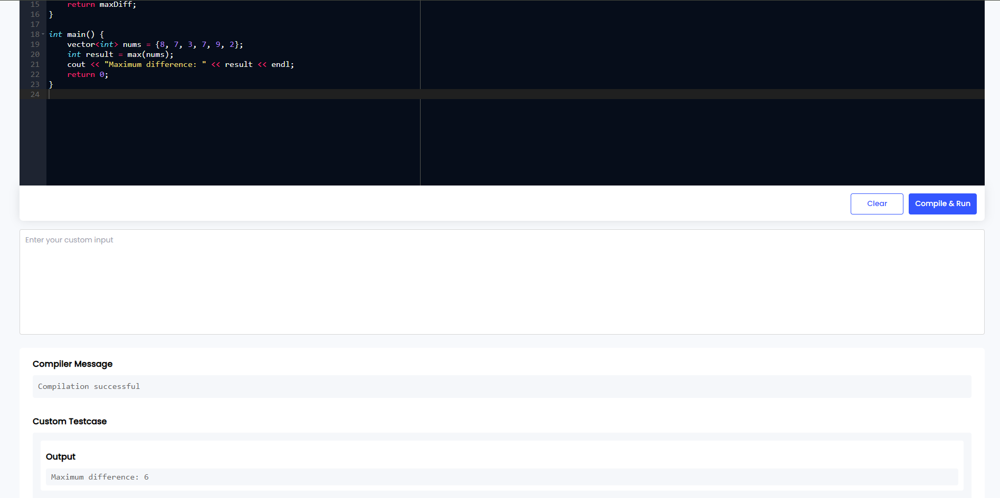 15 return maxDiff;
16 }
17
18 int main() {
19 vector<int> nums = {8, 7, 3, 7, 9, 2};
20 int result = max(nums);
21 cout << "Maximum difference: " << result << endl;
22 return 0;
23 }
24
Clear Compile & Run
Enter your custom input
Compiler Message
Compilation successful
Custom Testcase
Output
Maximum difference: 6